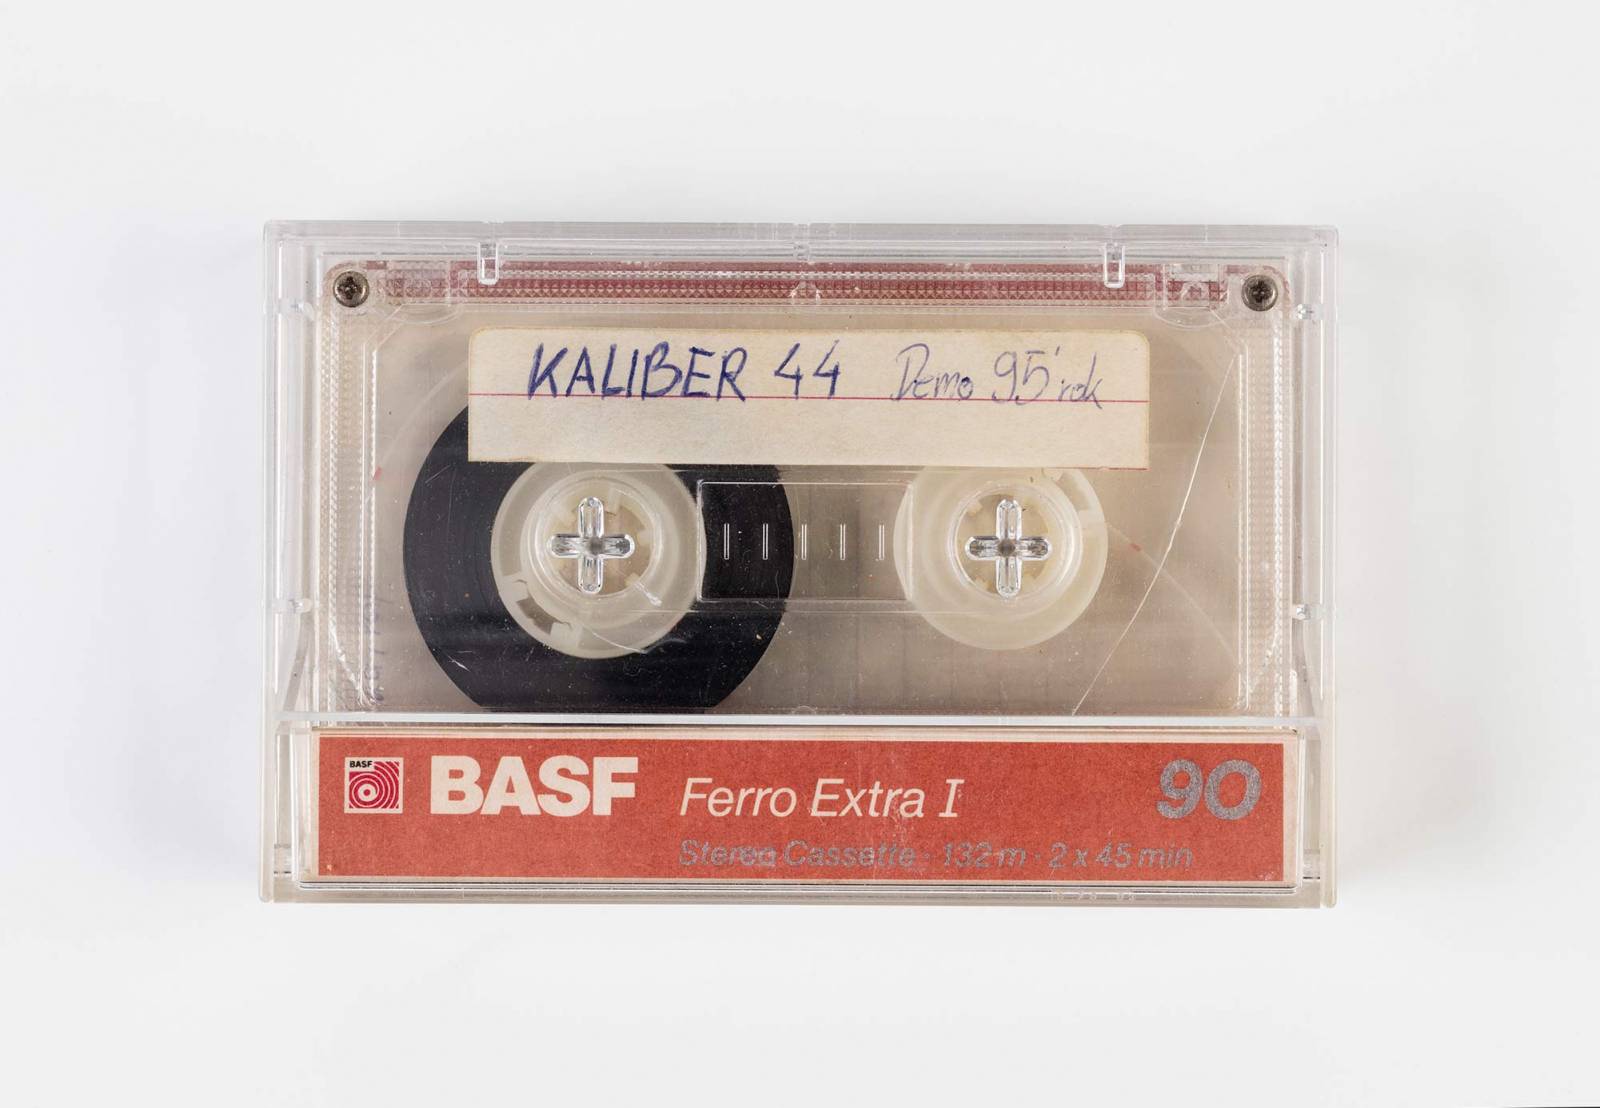 KALIBER 44 Demo 95' rok
BASF
BASF Ferro Extra I 90
Stereo Cassette · 132 m · 2 x 45 min